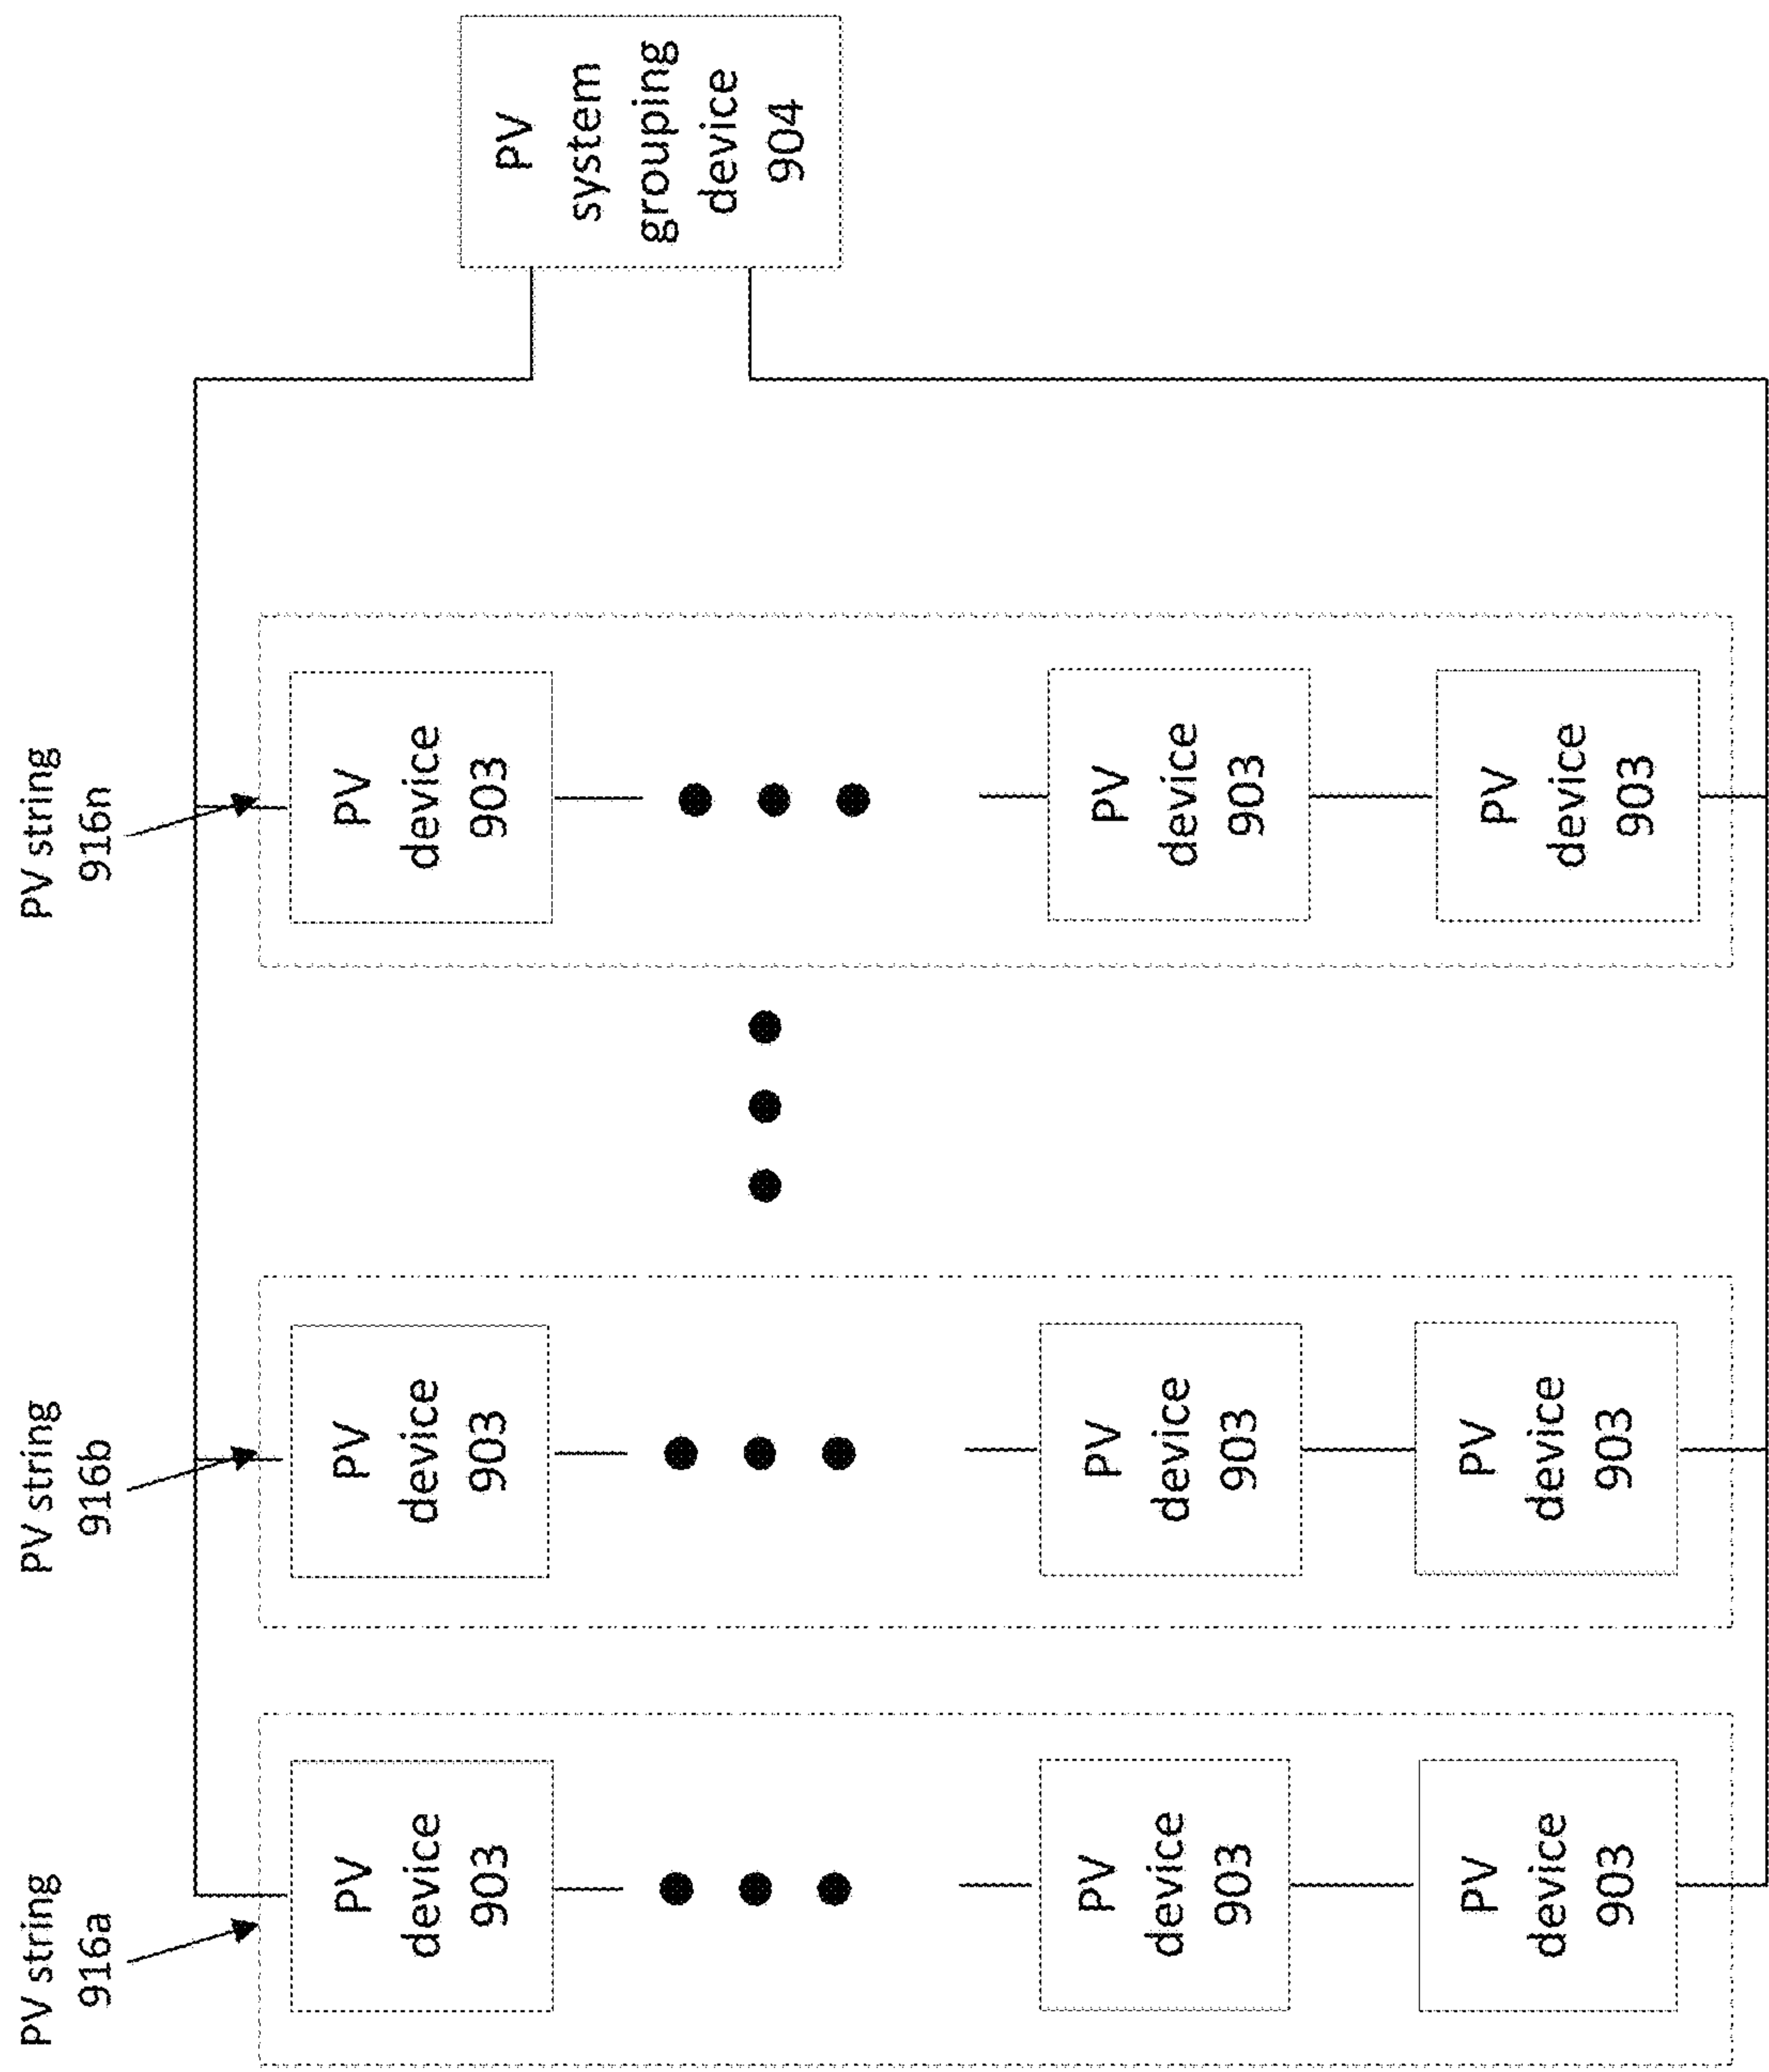 PV string
916a
PV string
916b
PV string
916n
PV
device
903
PV
device
903
PV
device
903
PV
system
grouping
device
904
PV
device
903
PV
device
903
PV
device
903
PV
device
903
PV
device
903
PV
device
903